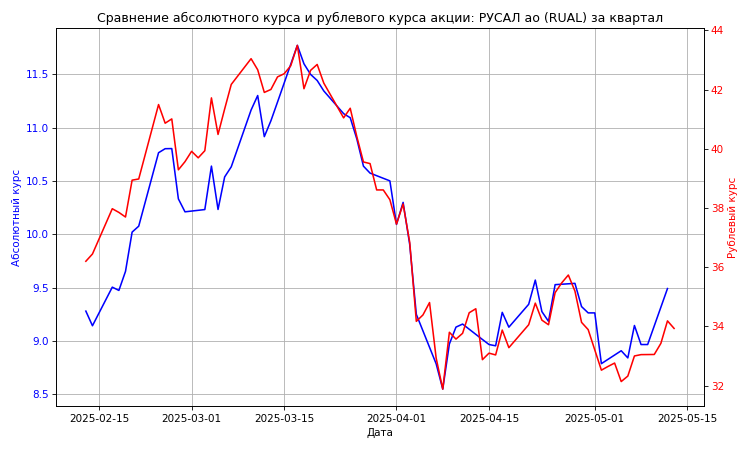 Сравнение абсолютного курса и рублевого курса акции: РУСАЛ ао (RUAL) за квартал
44
11.5
42
11.0
40
10.5
38
10.0
36
9.5
34
9.0
32
8.5
Абсолютный курс
Рублевый курс
2025-02-15 2025-03-01 2025-03-15 2025-04-01 2025-04-15 2025-05-01 2025-05-15
Дата